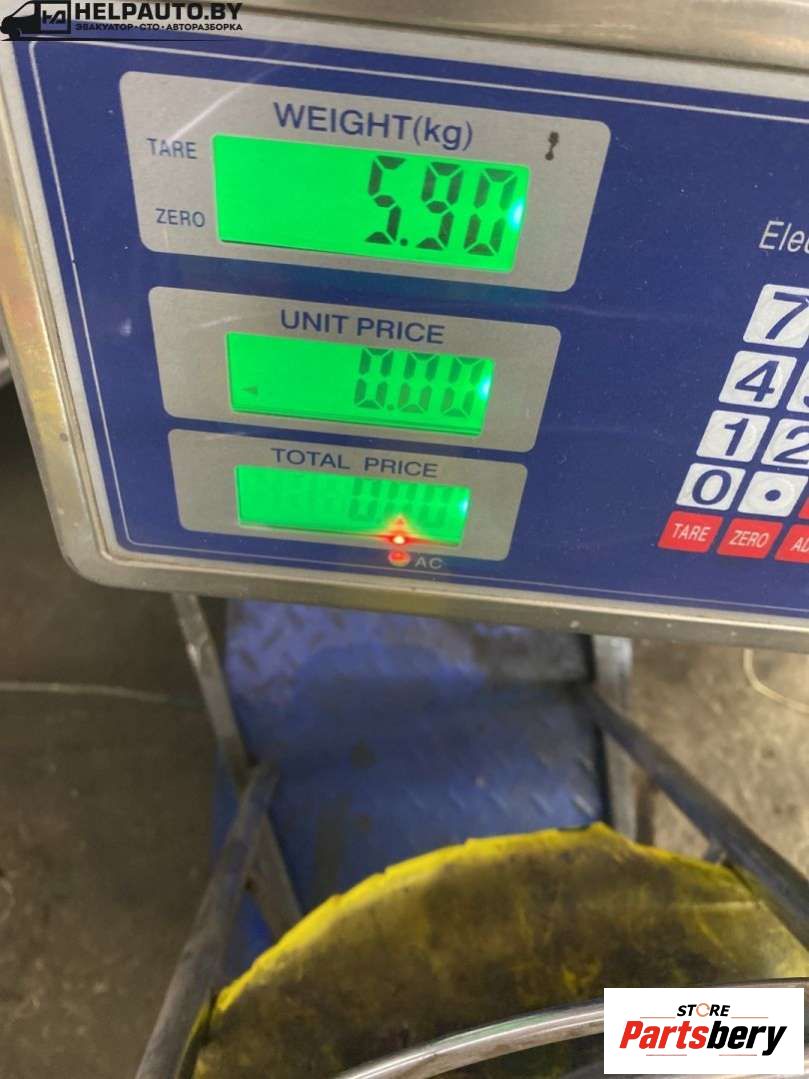 HELPAUTO.BY
ЭВАКУАТОР•СТО•АВТОРАЗБОРКА
WEIGHT(kg)
TARE
5.90
ZERO
UNIT PRICE
0.00
TOTAL PRICE
AC
7
4
1 2
0 •
TARE ZERO
STORE
Partsbery